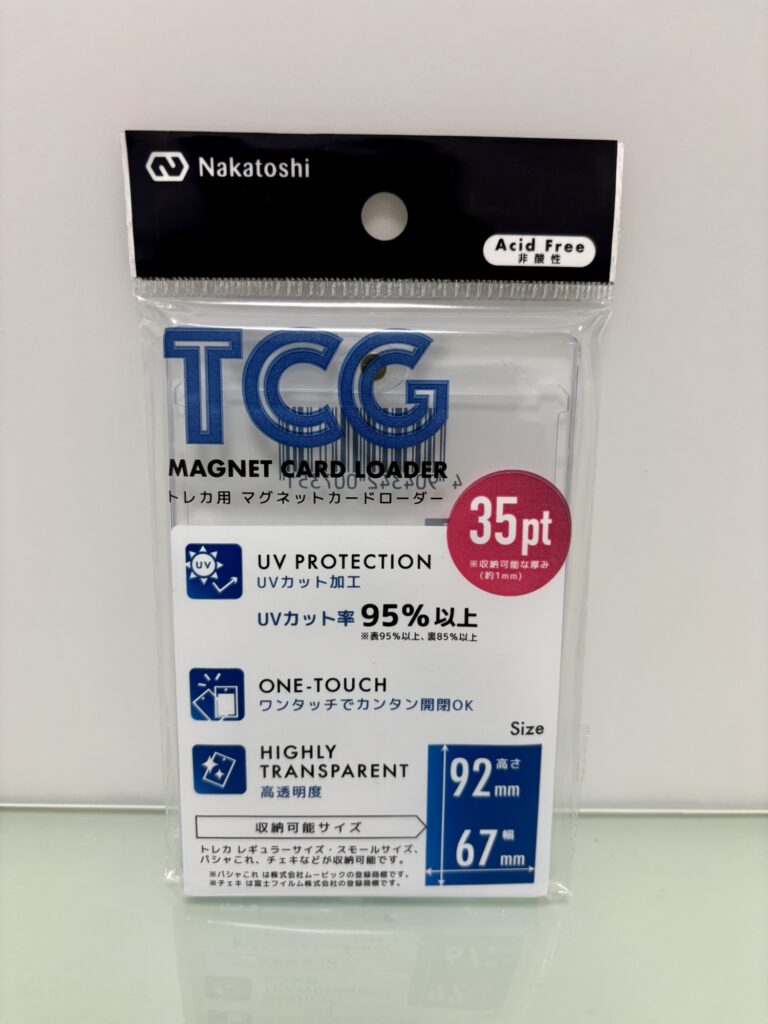 Nakatoshi
Acid Free
非酸性
TCG
MAGNET CARD LOADER
トレカ用 マグネットカードローダー
4 904342 007351
35pt
※収納可能な厚み
(約1mm)
UV
UV PROTECTION
UVカット加工
UVカット率 95%以上
※表95%以上、裏85%以上
ONE-TOUCH
ワンタッチでカンタン開閉OK
HIGHLY
TRANSPARENT
高透明度
Size
高さ
92mm
幅
67mm
収納可能サイズ
トレカ レギュラーサイズ・スモールサイズ、
パシャこれ、チェキなどが収納可能です。
※パシャこれ は株式会社ムービックの登録商標です。
※チェキ は富士フイルム株式会社の登録商標です。